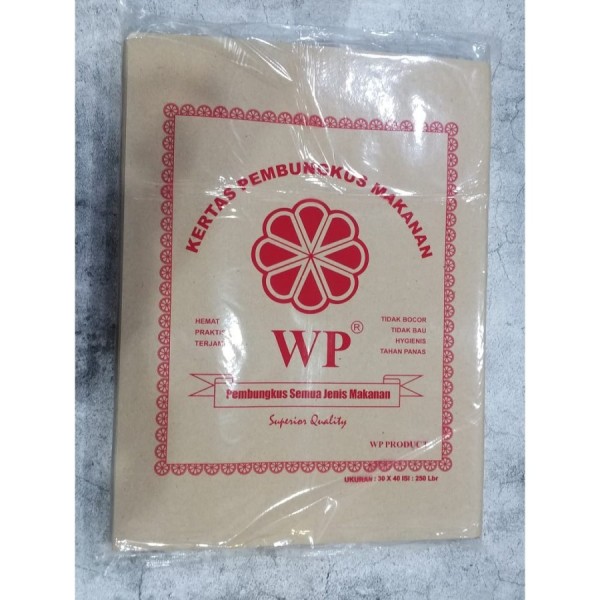 KERTAS PEMBUNGKUS MAKANAN
HEMAT
TIDAK BOCOR
TIDAK BAU
HYGIENIS
TAHAN PANAS
WP®
Pembungkus Semua Jenis Makanan
Superior Quality
WP PRODUCT
UKURAN : 30 X 40 ISI : 250 Lbr